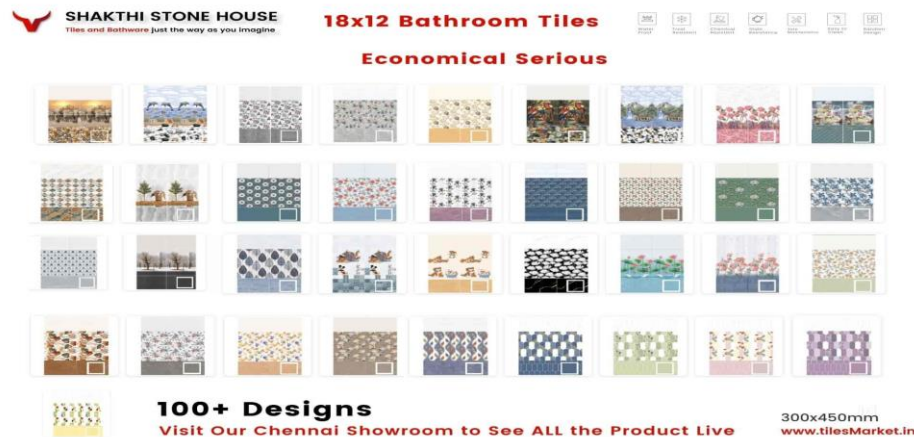 SHAKTHI STONE HOUSE
Tiles and Bathware just the way as you imagine
18x12 Bathroom Tiles
Economical Serious
100+ Designs
Visit Our Chennai Showroom to See ALL the Product Live
300x450mm
www.tilesMarket.in